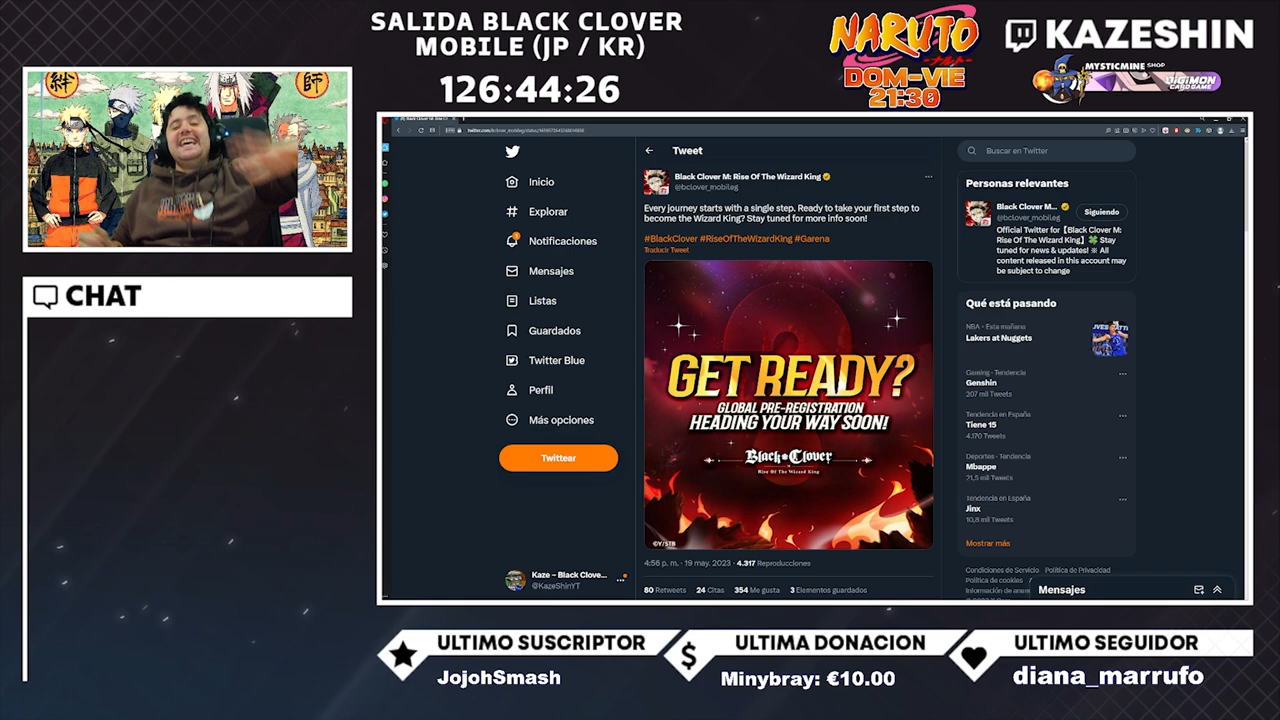 SALIDA BLACK CLOVER
MOBILE (JP / KR)
126:44:26
NARUTO
DOM-VIE
21:30
KAZESHIN
MYSTICMINE SHOP
DIGIMON
CARD GAME
絆
師
CHAT
Tweet
Buscar en Twitter
Inicio
Explorar
Notificaciones
Mensajes
Listas
Guardados
Twitter Blue
Perfil
Más opciones
Twittear
Kaze – Black Clove...
@KazeShinYT
Black Clover M: Rise Of The Wizard King
@bclover_mobileg
Every journey starts with a single step. Ready to take your first step to
become the Wizard King? Stay tuned for more info soon!
#BlackClover #RiseOfTheWizardKing #Garena
Traducir Tweet
GET READY?
GLOBAL PRE-REGISTRATION
HEADING YOUR WAY SOON!
Black Clover
Rise Of The Wizard King
©Y/STB
4:56 p. m. · 19 may. 2023 · 4.317 Reproducciones
80 Retweets 24 Citas 354 Me gusta 3 Elementos guardados
Personas relevantes
Black Clover M...
@bclover_mobileg
Siguiendo
Official Twitter for【Black Clover M:
Rise Of The Wizard King】🍀 Stay
tuned for news & updates! ※ All
content released in this account may
be subject to change
Qué está pasando
NBA · Esta mañana
Lakers at Nuggets
Gaming · Tendencia
Genshin
207 mil Tweets
Tendencia en España
Tiene 15
4.170 Tweets
Deportes · Tendencia
Mbappe
21,5 mil Tweets
Tendencia en España
Jinx
10,8 mil Tweets
Mostrar más
Condiciones de Servicio Política de Privacidad
Política de cookies
Información de
Mensajes
ULTIMO SUSCRIPTOR
JojohSmash
ULTIMA DONACION
Minybray: €10.00
ULTIMO SEGUIDOR
diana_marrufo